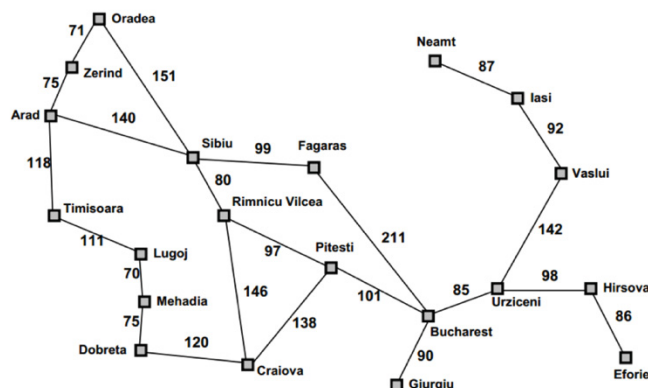 Oradea
71
Neamt
87
Zerind
151
75
Iasi
Arad
140
92
Sibiu
99
Fagaras
118
Vaslui
80
Timisoara
Rimnicu Vilcea
111
Lugoj
97
Pitesti
211
142
70
98
Mehadia
146
101
85
Hirsova
Urziceni
75
138
86
Bucharest
120
Dobreta
90
Craiova
Eforie
Giurgiu